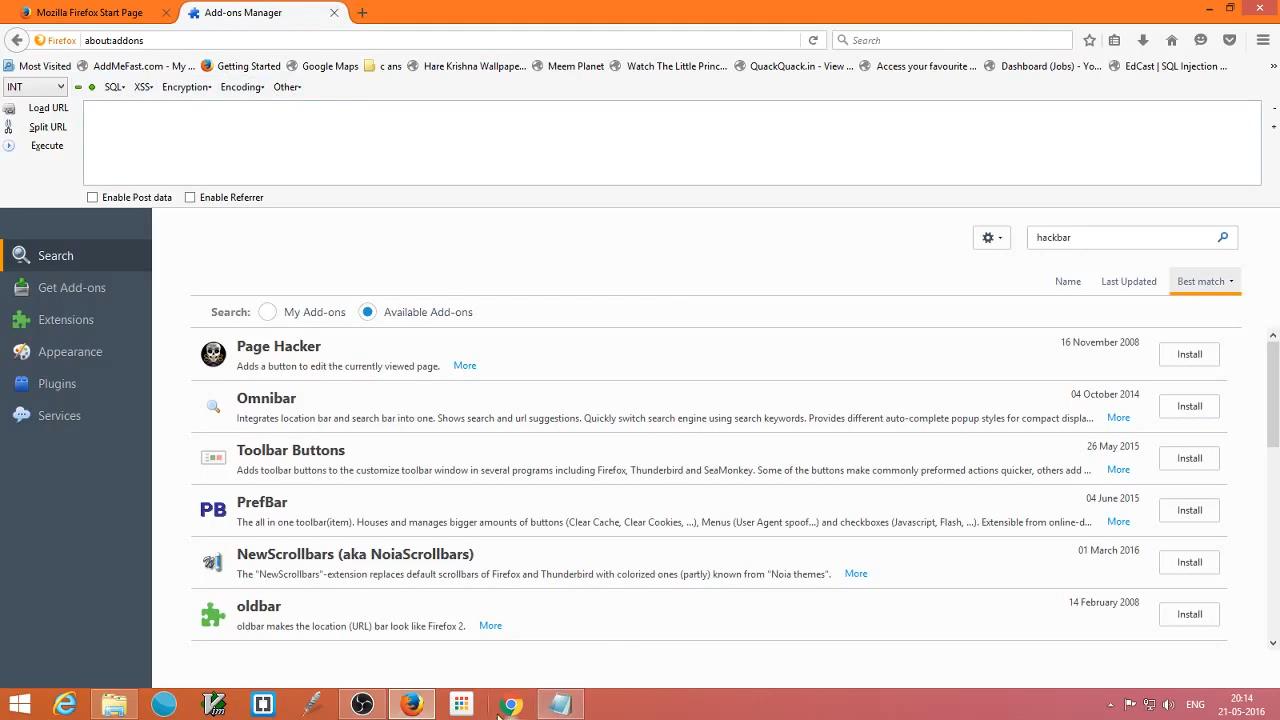 Mozilla Firefox Start Page
Add-ons Manager
Firefox
about:addons
Search
Most Visited
AddMeFast.com - My ...
Getting Started
Google Maps
c ans
Hare Krishna Wallpape...
Meem Planet
Watch The Little Princ...
QuackQuack.in - View ...
Access your favourite ...
Dashboard (Jobs) - Yo...
EdCast | SQL Injection ...
INT
SQL
XSS
Encryption
Encoding
Other
Load URL
Split URL
Execute
Enable Post data
Enable Referrer
Search
Get Add-ons
Extensions
Appearance
Plugins
Services
hackbar
Name
Last Updated
Best match
Search:
My Add-ons
Available Add-ons
Page Hacker
16 November 2008
Adds a button to edit the currently viewed page. More
Install
Omnibar
04 October 2014
Integrates location bar and search bar into one. Shows search and url suggestions. Quickly switch search engine using search keywords. Provides different auto-complete popup styles for compact displa... More
Install
Toolbar Buttons
26 May 2015
Adds toolbar buttons to the customize toolbar window in several programs including Firefox, Thunderbird and SeaMonkey. Some of the buttons make commonly preformed actions quicker, others add ... More
Install
PB
PrefBar
04 June 2015
The all in one toolbar(item). Houses and manages bigger amounts of buttons (Clear Cache, Clear Cookies, ...), Menus (User Agent spoof...) and checkboxes (Javascript, Flash, ...). Extensible from online-d... More
Install
NewScrollbars (aka NoiaScrollbars)
01 March 2016
The "NewScrollbars"-extension replaces default scrollbars of Firefox and Thunderbird with colorized ones (partly) known from "Noia themes". More
Install
oldbar
14 February 2008
oldbar makes the location (URL) bar look like Firefox 2. More
Install
ENG
20:14
21-05-2016